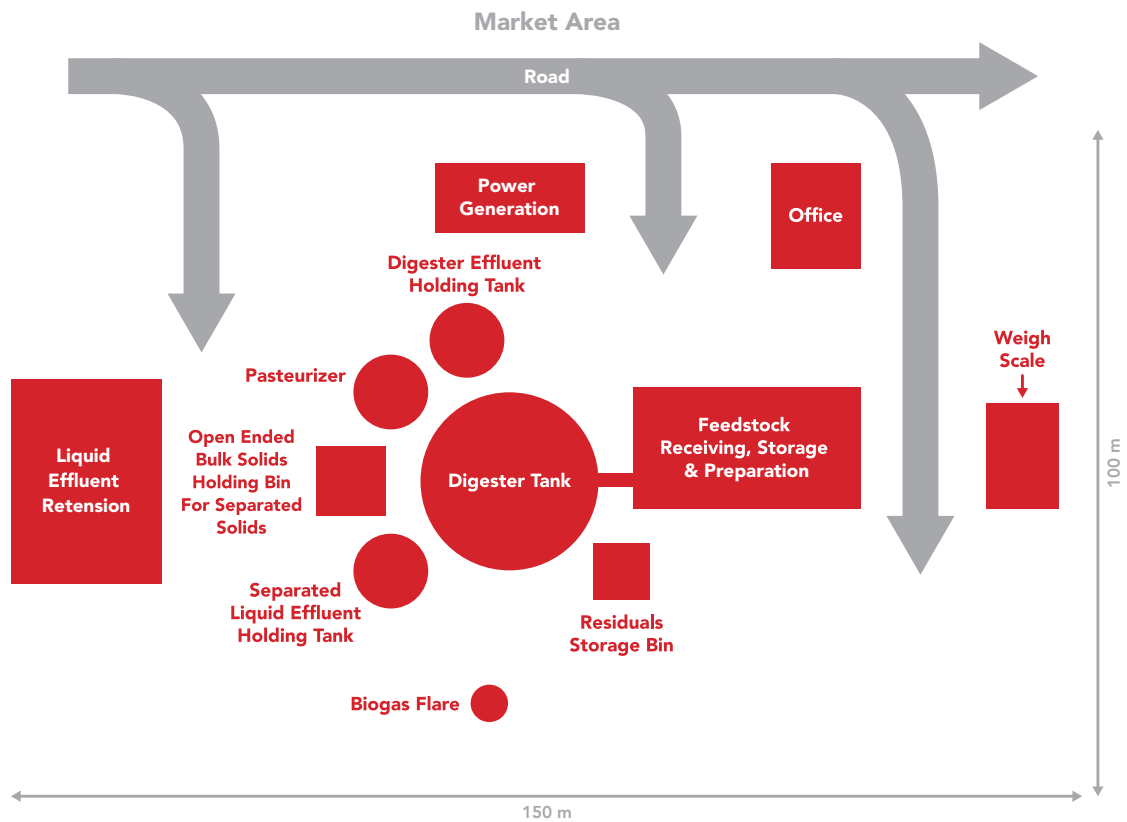 Market Area
Road
Power
Generation
Office
Digester Effluent
Holding Tank
Weigh
Scale
Pasteurizer
Feedstock
Receiving, Storage
& Preparation
Open Ended
Bulk Solids
Holding Bin
For Separated
Solids
Liquid
Effluent
Retension
Digester Tank
100 m
Separated
Liquid Effluent
Holding Tank
Residuals
Storage Bin
Biogas Flare
150 m